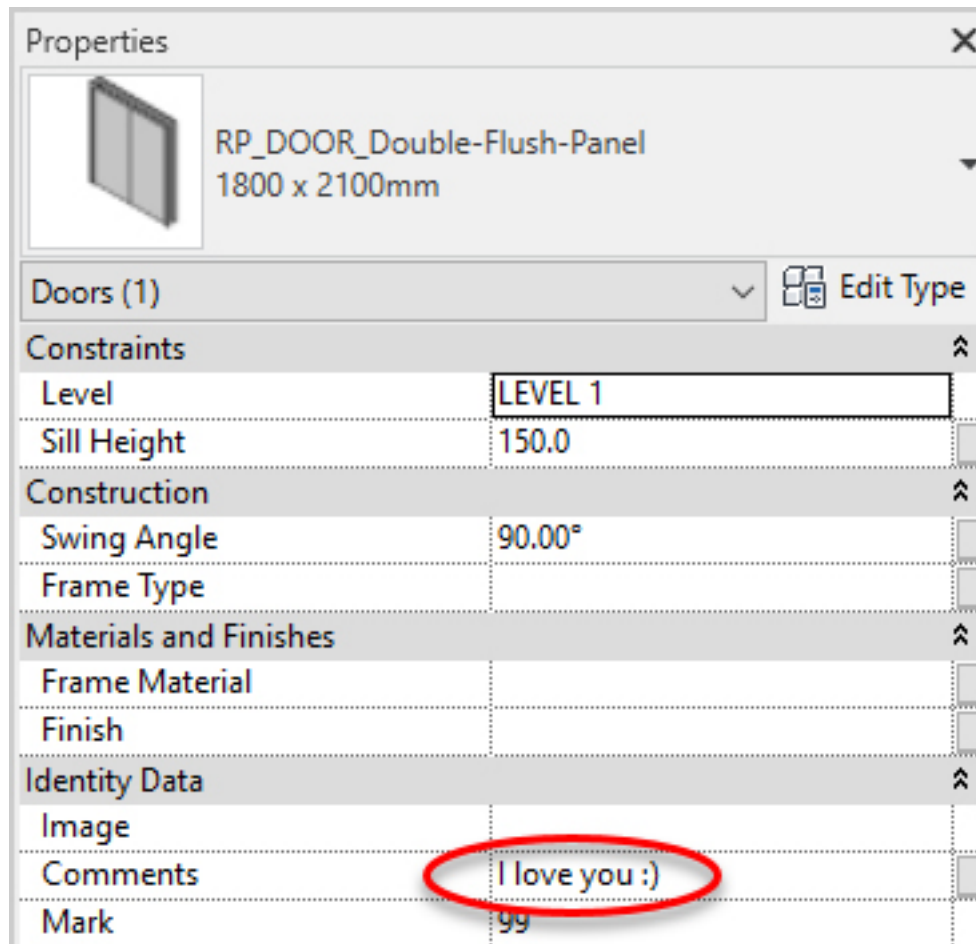 Properties
RP_DOOR_Double-Flush-Panel
1800 x 2100mm
Doors (1) Edit Type
Constraints
Level LEVEL 1
Sill Height 150.0
Construction
Swing Angle 90.00°
Frame Type
Materials and Finishes
Frame Material
Finish
Identity Data
Image
Comments I love you :)
Mark 99